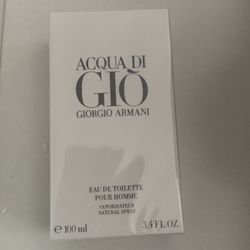 ACQUA DI
GIÒ
GIORGIO ARMANI
EAU DE TOILETTE
POUR HOMME
VAPORISATEUR
NATURAL SPRAY
℮ 100 ml 3.4 FL.OZ.